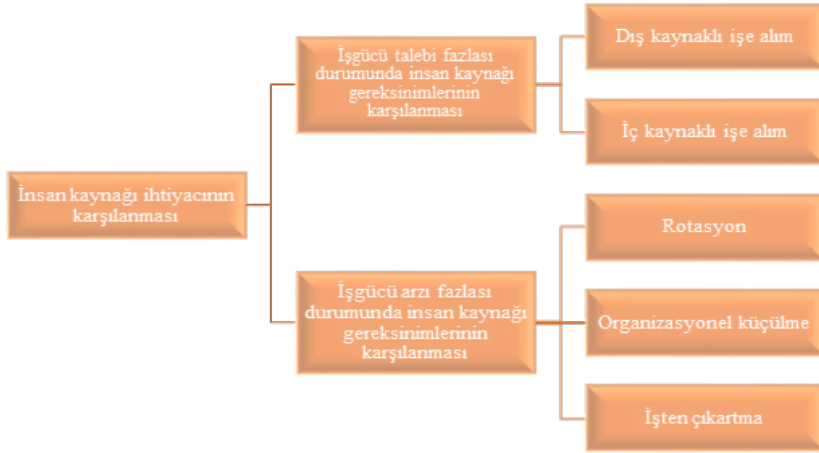 İnsan kaynağı ihtiyacının
karşılanması
İşgücü talebi fazlası
durumunda insan kaynağı
gereksinimlerinin
karşılanması
Dış kaynaklı işe alım
İç kaynaklı işe alım
İşgücü arzı fazlası
durumunda insan kaynağı
gereksinimlerinin
karşılanması
Rotasyon
Organizasyonel küçülme
İşten çıkartma